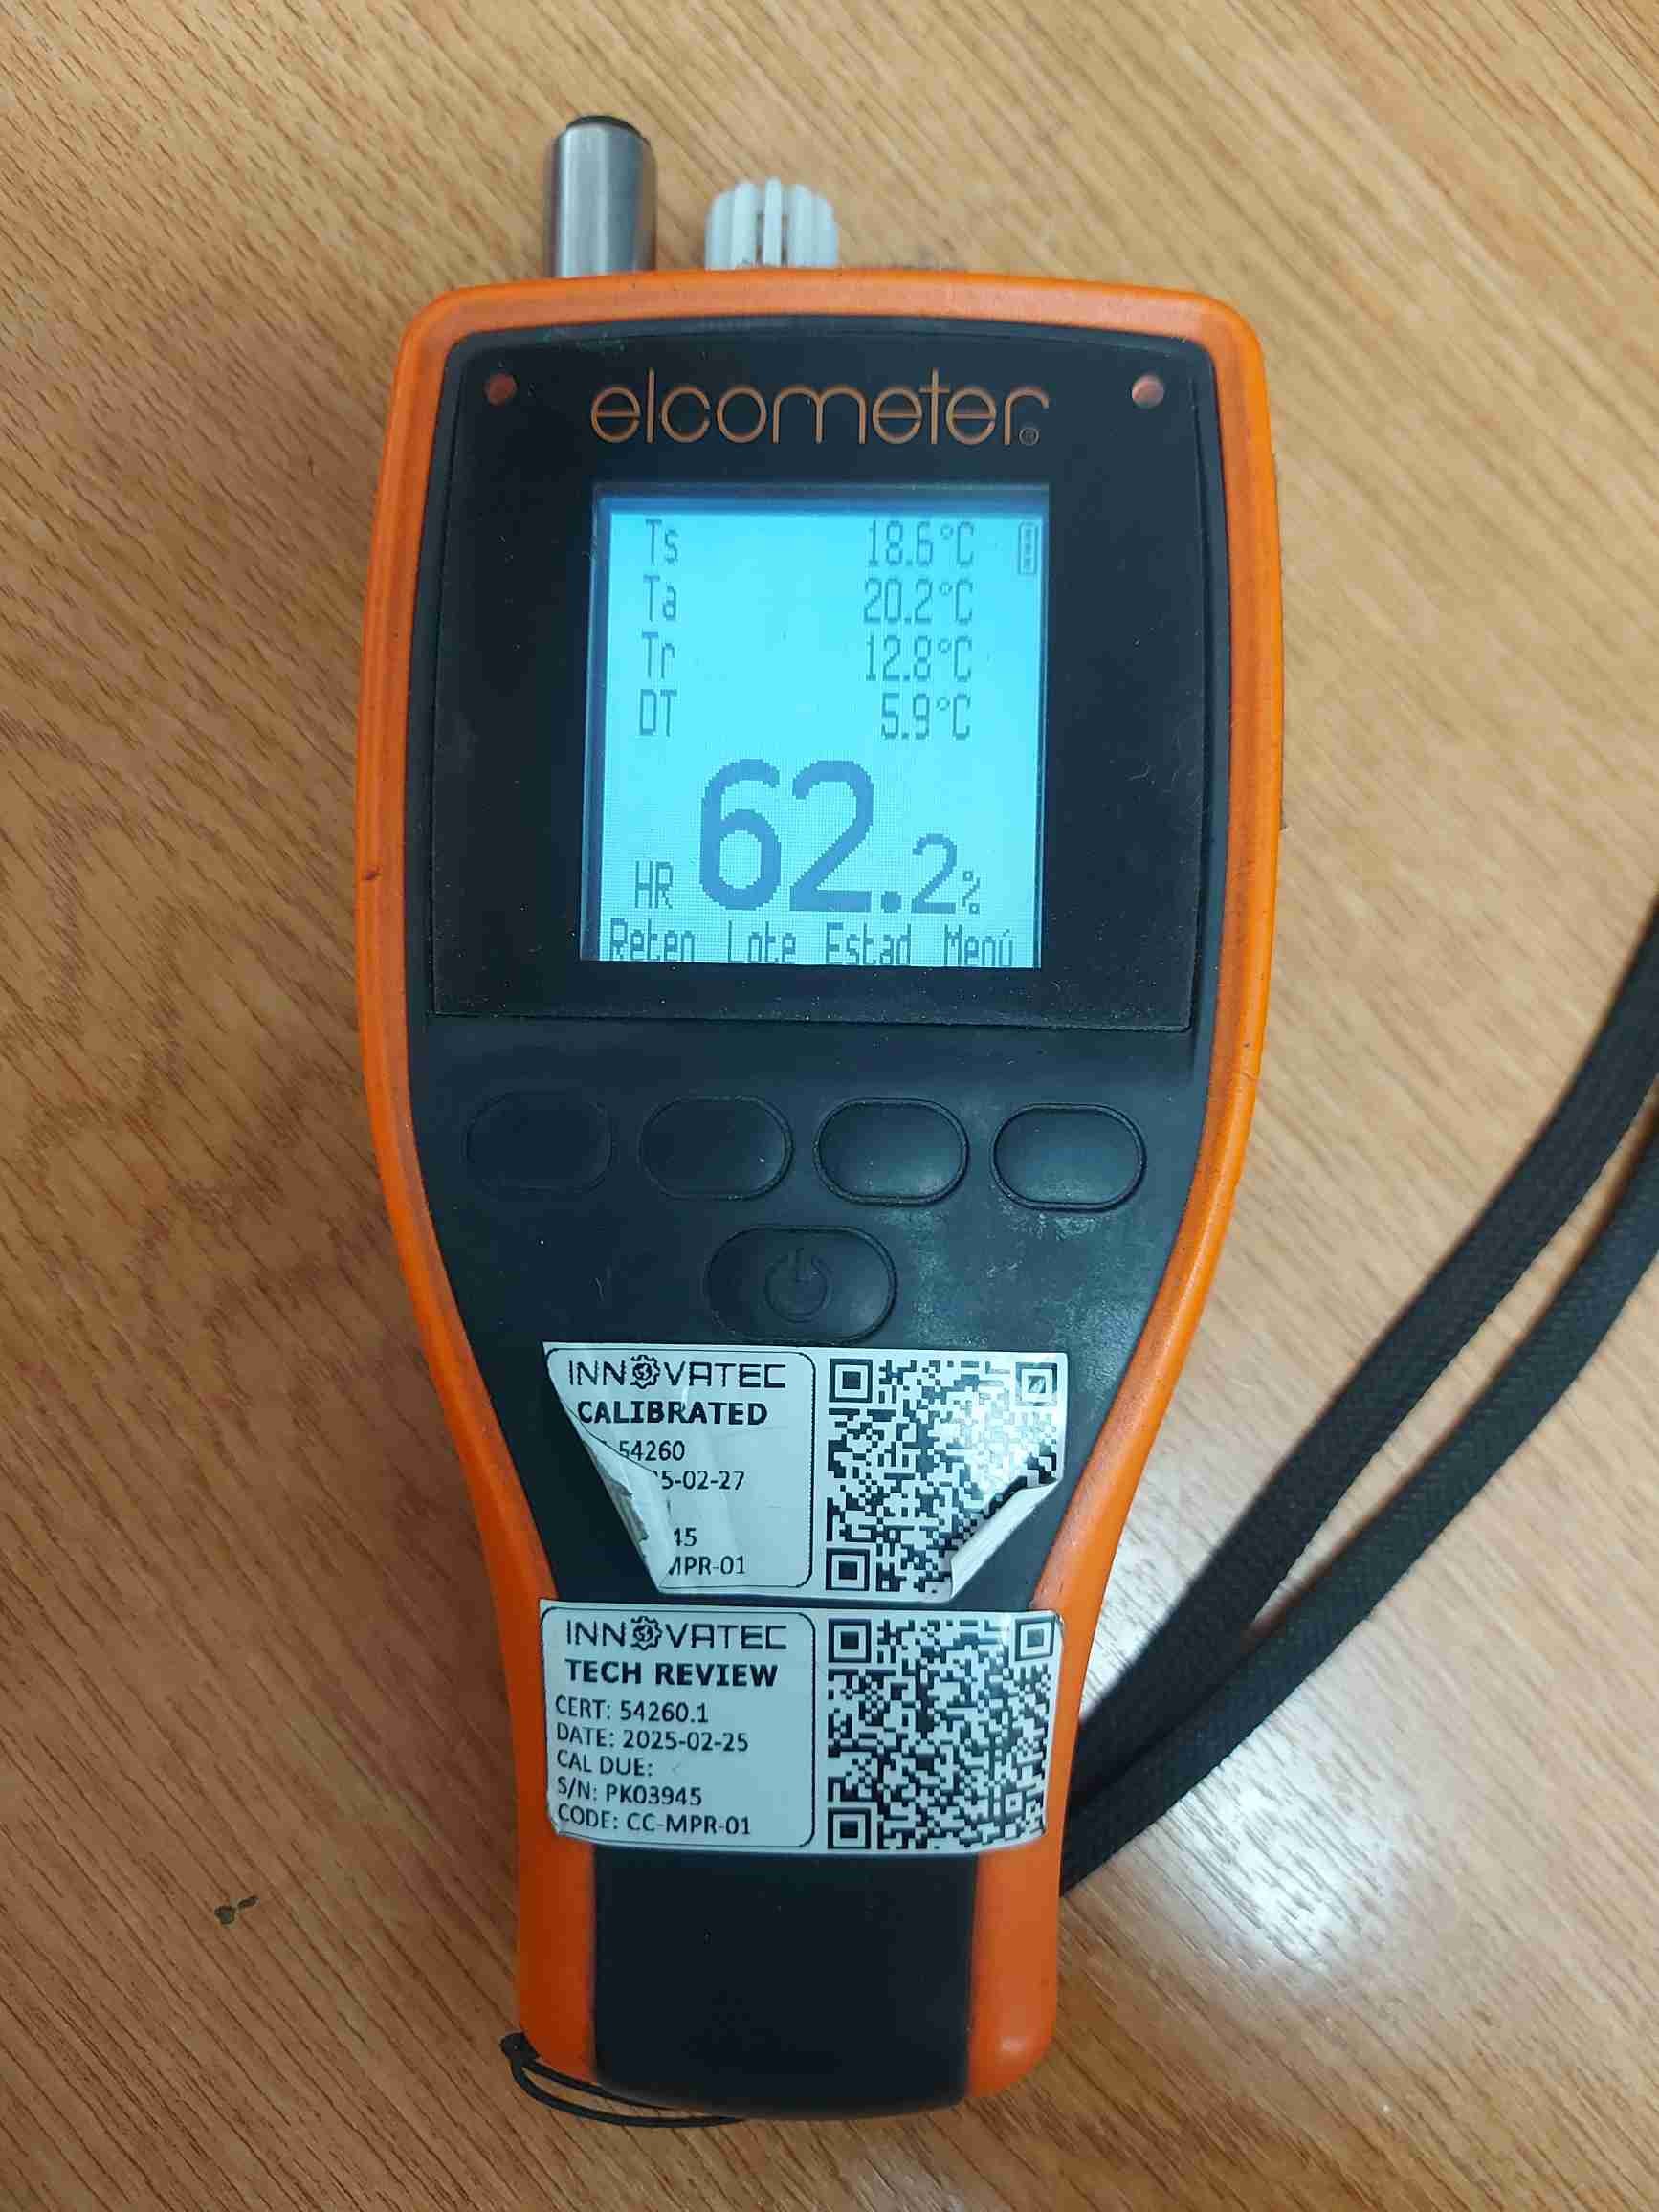 elcometer®
Ts 18.6°C
Ta 20.2°C
Tr 12.8°C
DT 5.9°C
HR 62.2%
Reten Lote Estad Menú
INNOVATEC
CALIBRATED
54260
5-02-27
45
MPR-01
INNOVATEC
TECH REVIEW
CERT: 54260.1
DATE: 2025-02-25
CAL DUE:
S/N: PK03945
CODE: CC-MPR-01